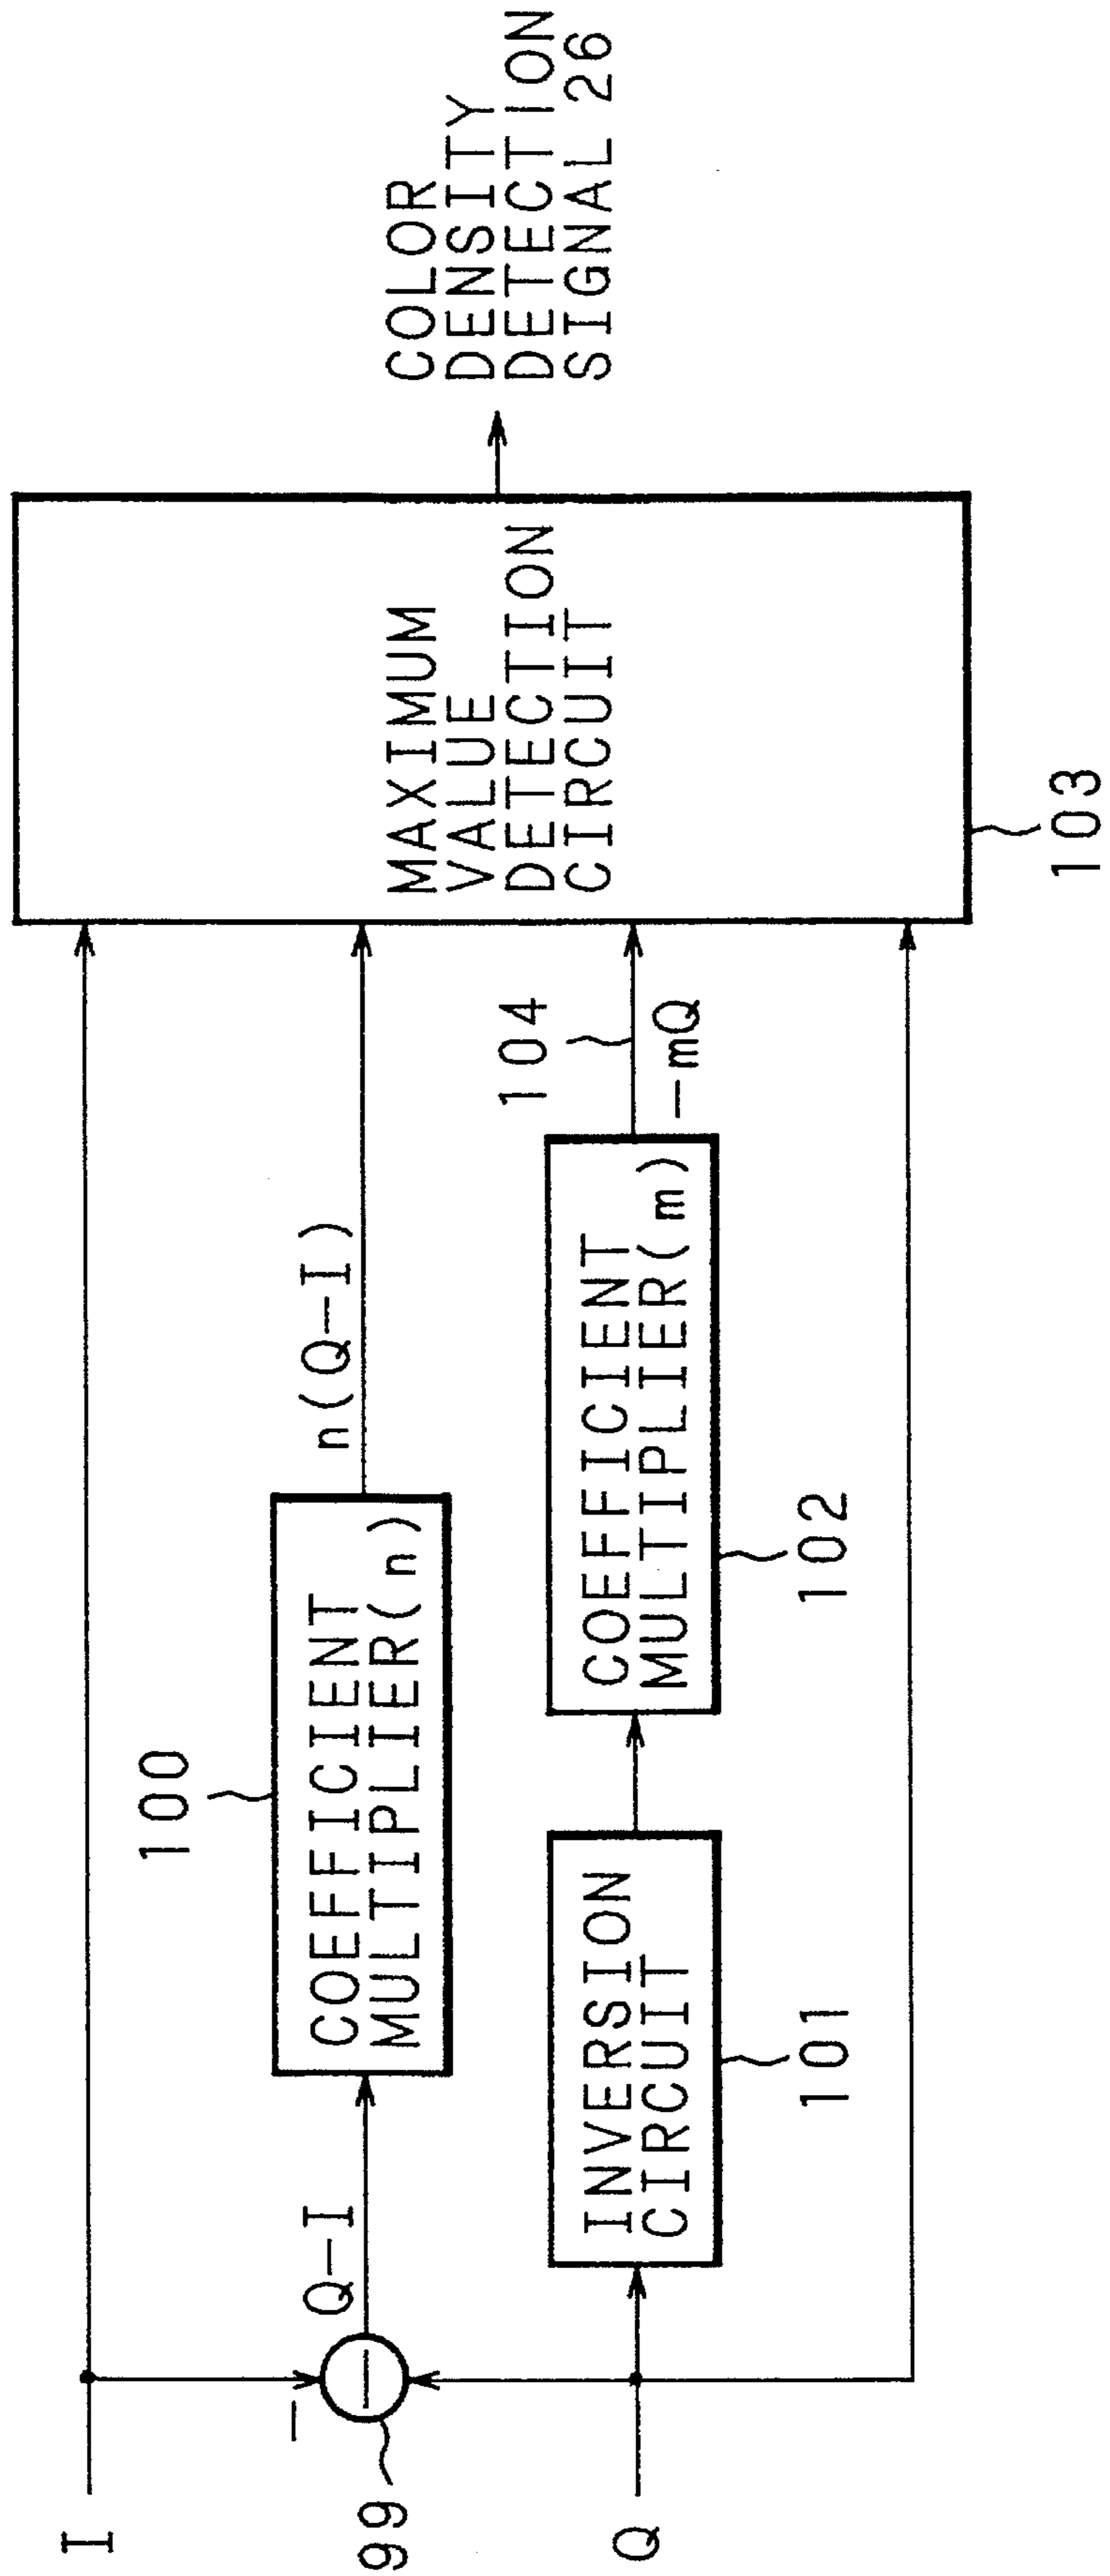 I
99
Q
−
Q−I
100
COEFFICIENT
MULTIPLIER(n)
n(Q−I)
INVERSION
CIRCUIT
101
COEFFICIENT
MULTIPLIER(m)
102
104
−mQ
MAXIMUM
VALUE
DETECTION
CIRCUIT
103
COLOR
DENSITY
DETECTION
SIGNAL 26